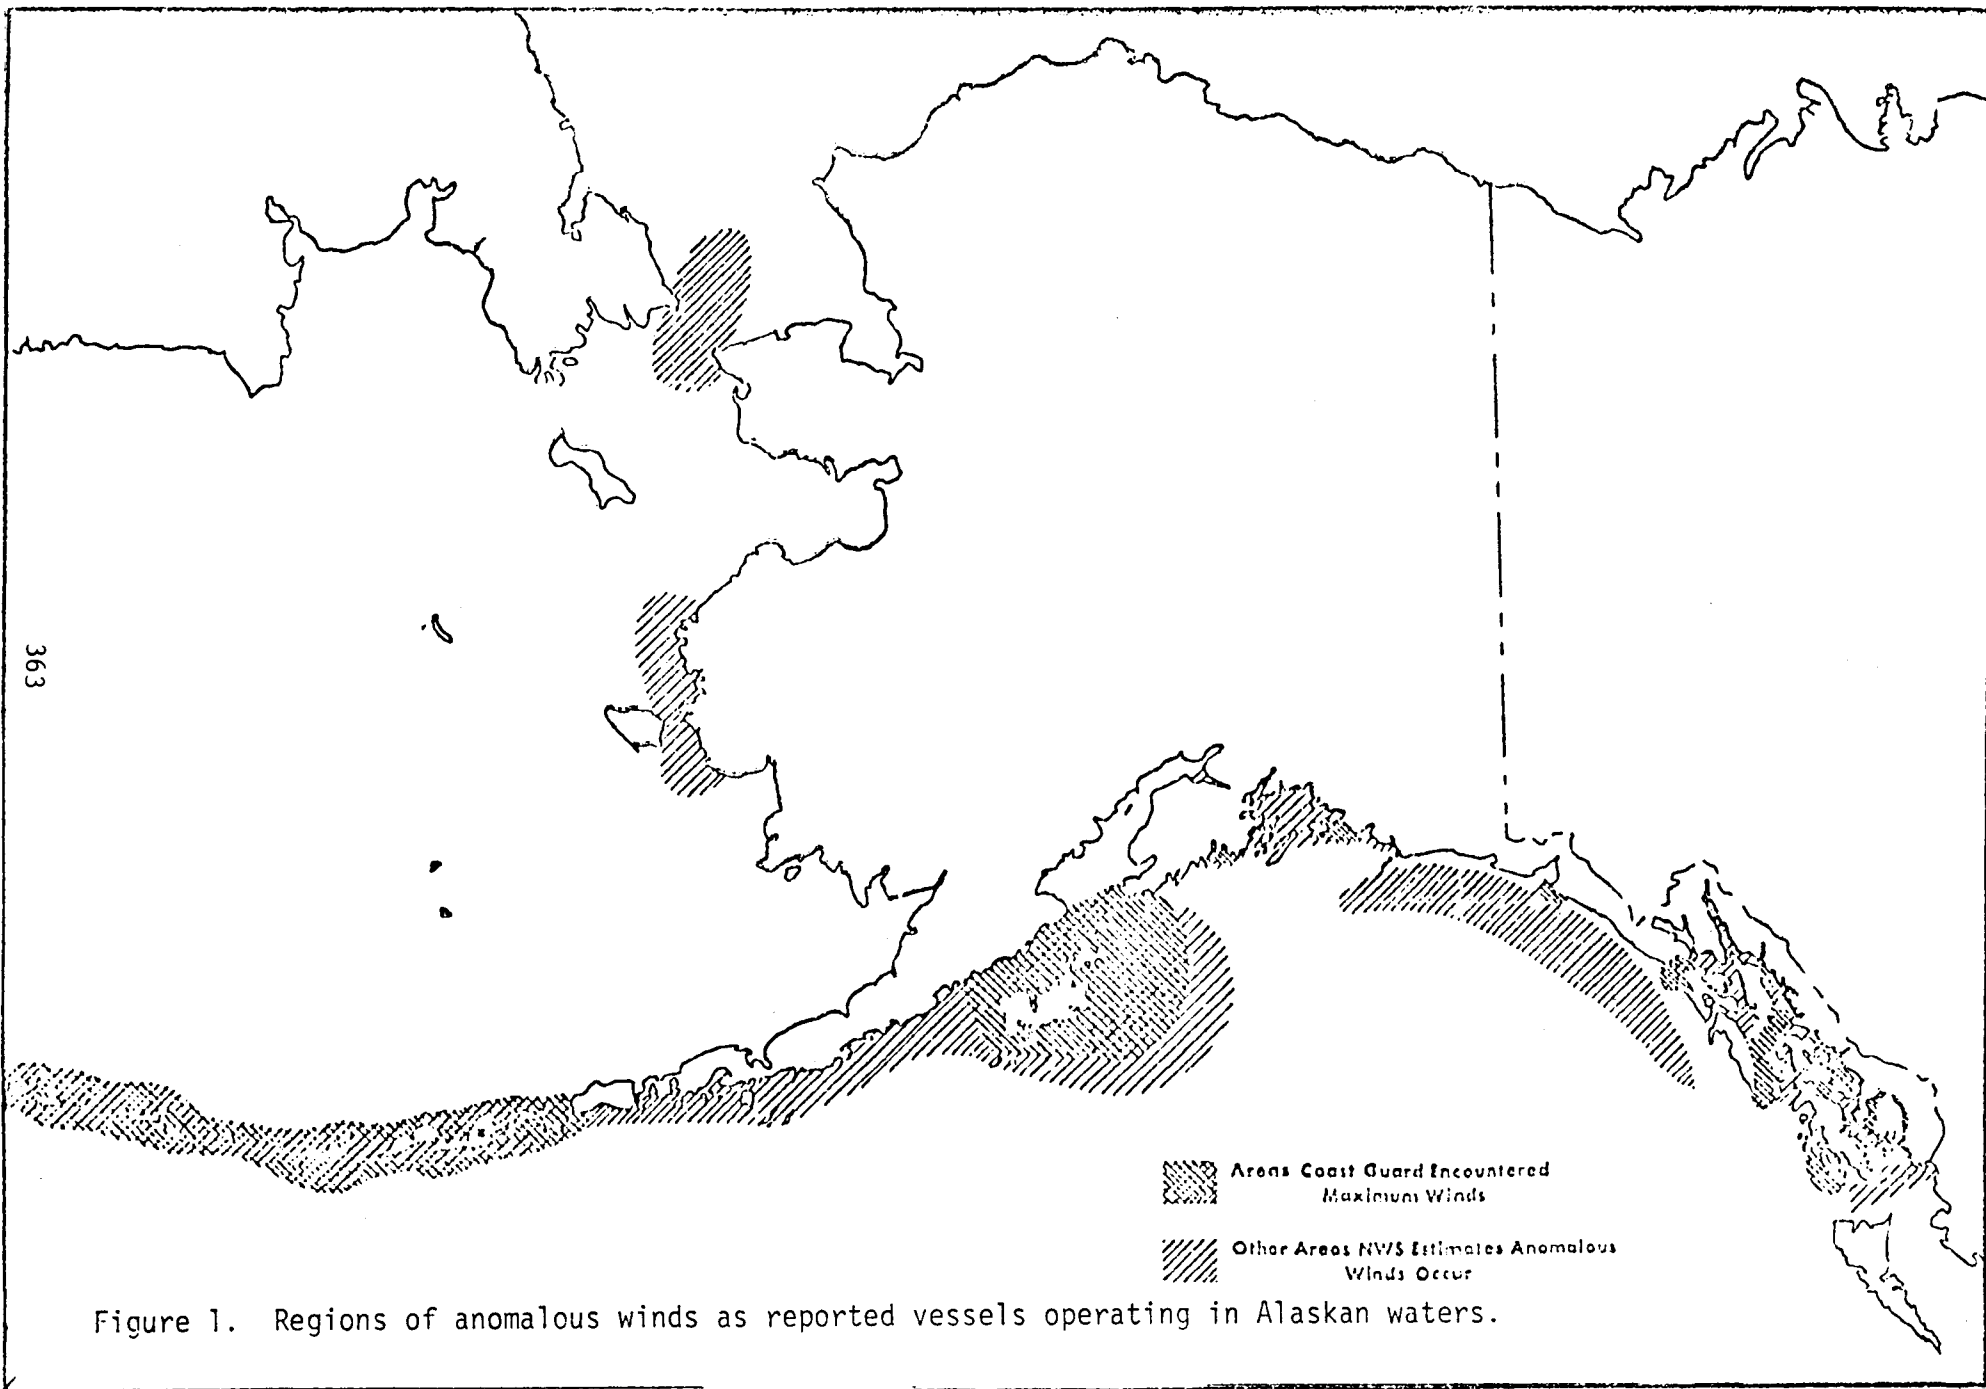 363
Areas Coast Guard Encountered
Maximum Winds
Other Areas NWS Estimates Anomalous
Winds Occur
Figure 1. Regions of anomalous winds as reported vessels operating in Alaskan waters.